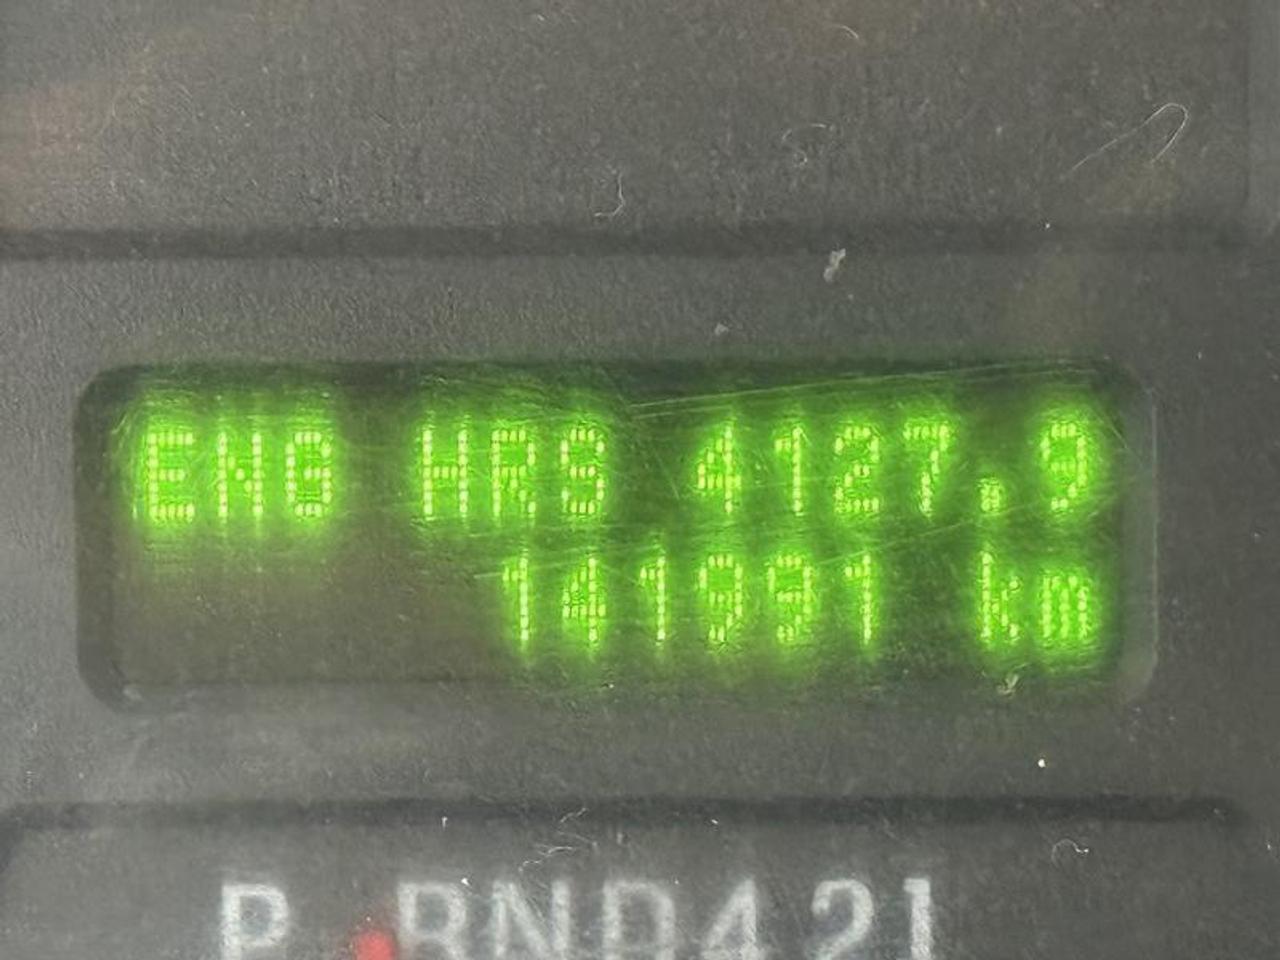 ENG HRS 4127.9
141991 km
P RND421